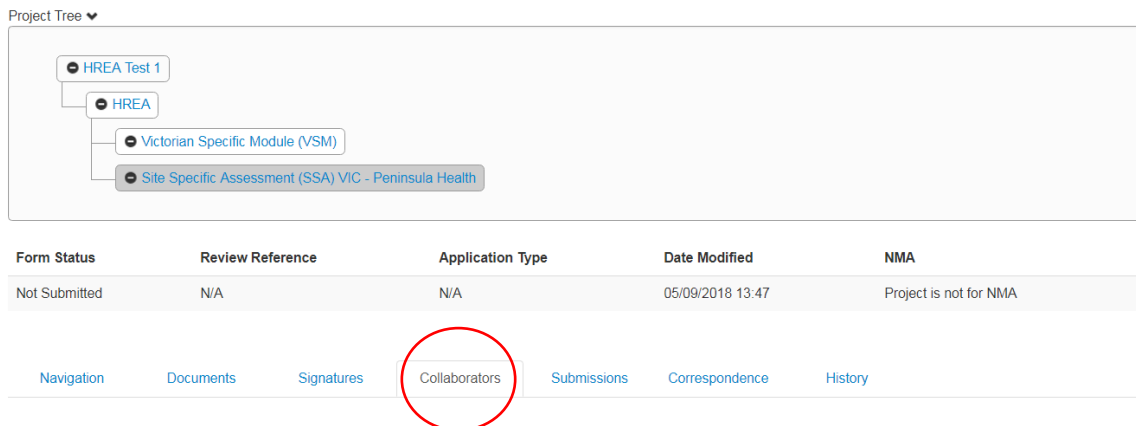 Project Tree
HREA Test 1
HREA
Victorian Specific Module (VSM)
Site Specific Assessment (SSA) VIC - Peninsula Health
Form Status Review Reference Application Type Date Modified NMA
Not Submitted N/A N/A 05/09/2018 13:47 Project is not for NMA
Navigation Documents Signatures Collaborators Submissions Correspondence History